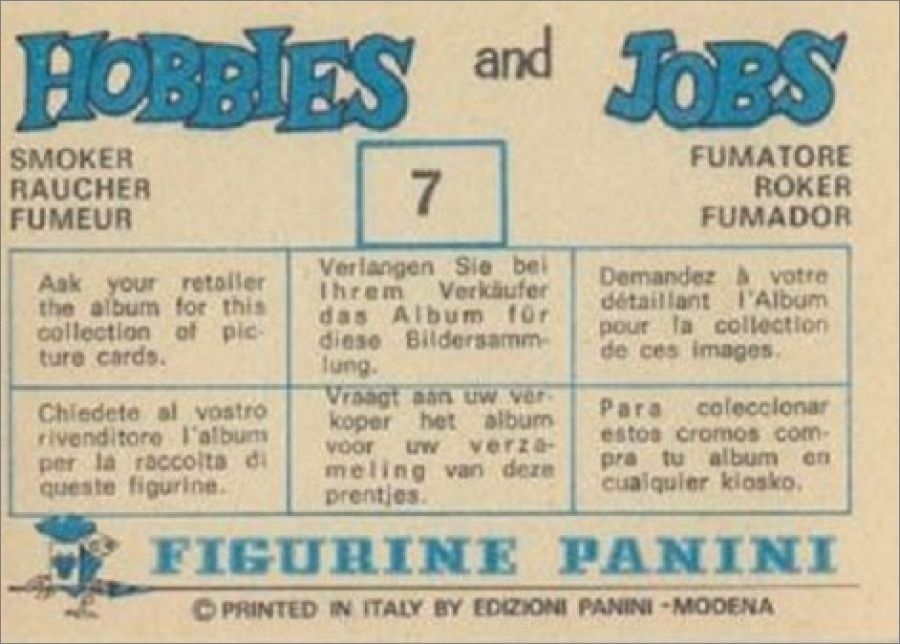 HOBBIES and JOBS
SMOKER
RAUCHER
FUMEUR
7
FUMATORE
ROKER
FUMADOR
Ask your retailer
the album for this
collection of pic-
ture cards.
Verlangen Sie bei
Ihrem Verkäufer
das Album für
diese Bildersamm-
lung.
Demandez à votre
détaillant l'Album
pour la collection
de ces images.
Chiedete al vostro
rivenditore l'album
per la raccolta di
queste figurine.
Vraagt aan uw ver-
koper het album
voor uw verza-
meling van deze
prentjes.
Para coleccionar
estos cromos com-
pra tu album en
cualquier kiosko.
FIGURINE PANINI
© PRINTED IN ITALY BY EDIZIONI PANINI - MODENA